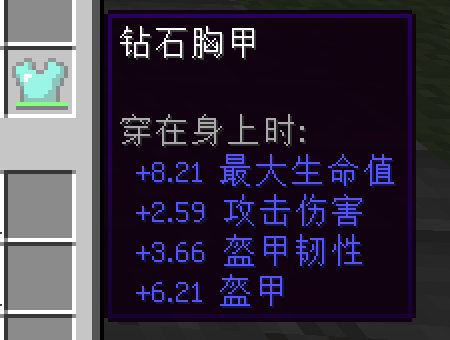 钻石胸甲
穿在身上时:
+8.21 最大生命值
+2.59 攻击伤害
+3.66 盔甲韧性
+6.21 盔甲